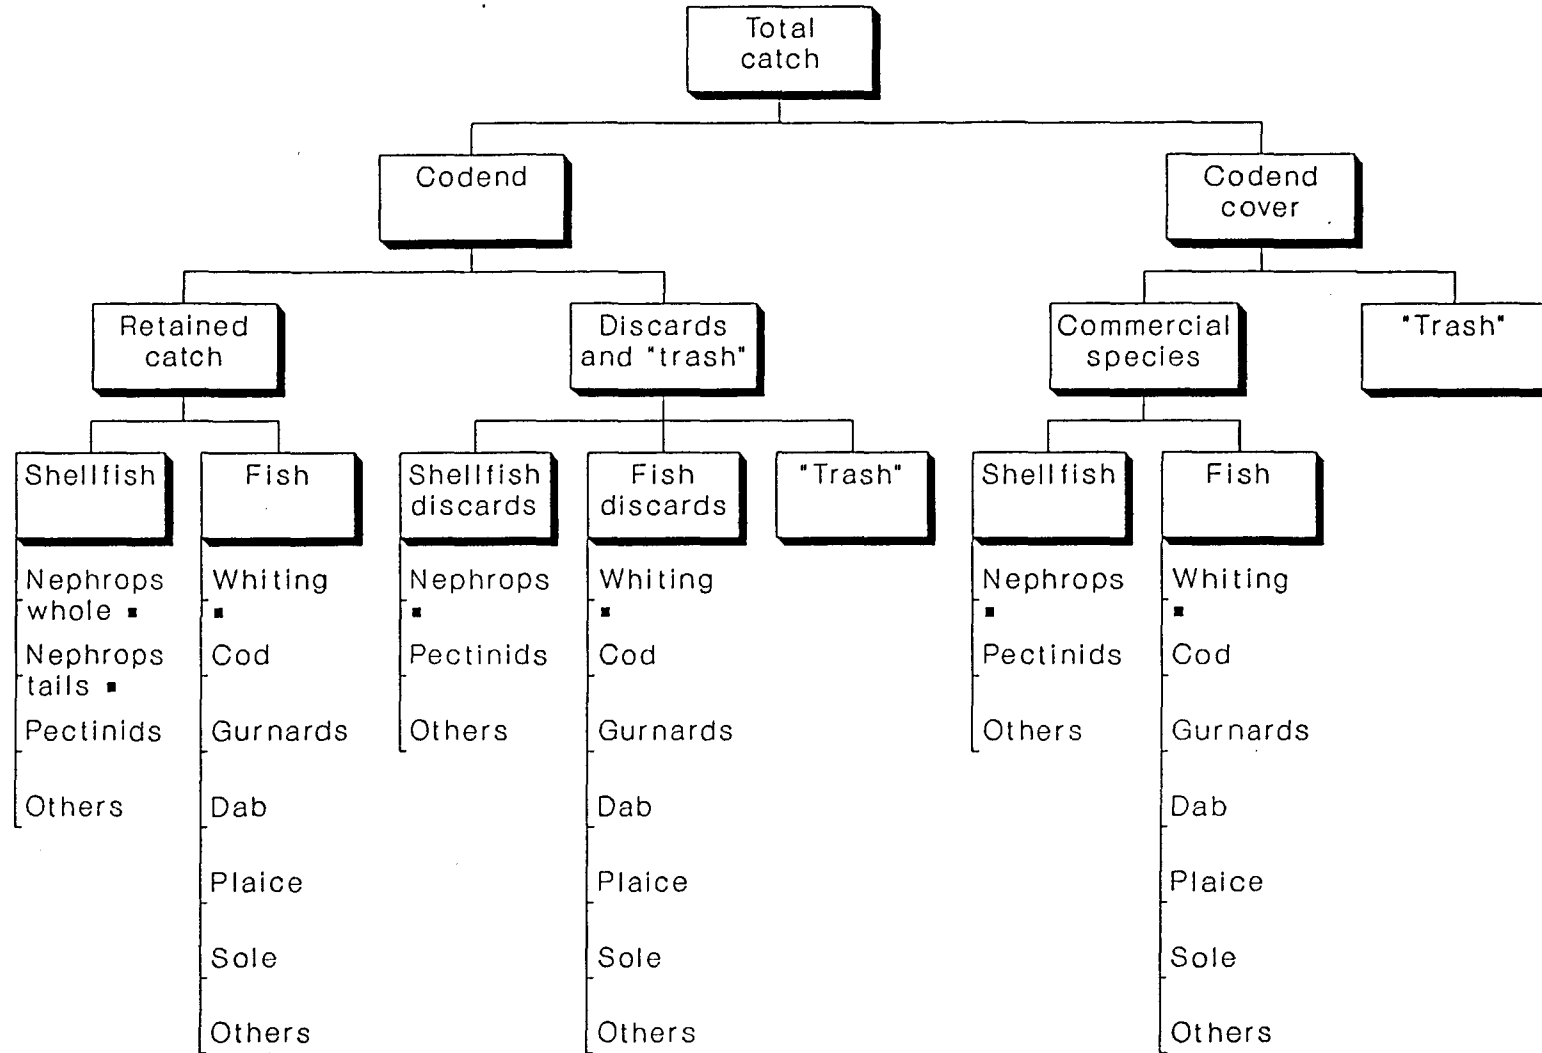 Total
catch
Codend
Codend
cover
Retained
catch
Discards
and "trash"
Commercial
species
"Trash"
Shellfish
Fish
Shellfish
discards
Fish
discards
"Trash"
Shellfish
Fish
Nephrops
whole ▪
Nephrops
tails ▪
Pectinids
Others
Whiting
▪
Cod
Gurnards
Dab
Plaice
Sole
Others
Nephrops
▪
Pectinids
Others
Whiting
▪
Cod
Gurnards
Dab
Plaice
Sole
Others
Nephrops
▪
Pectinids
Others
Whiting
▪
Cod
Gurnards
Dab
Plaice
Sole
Others